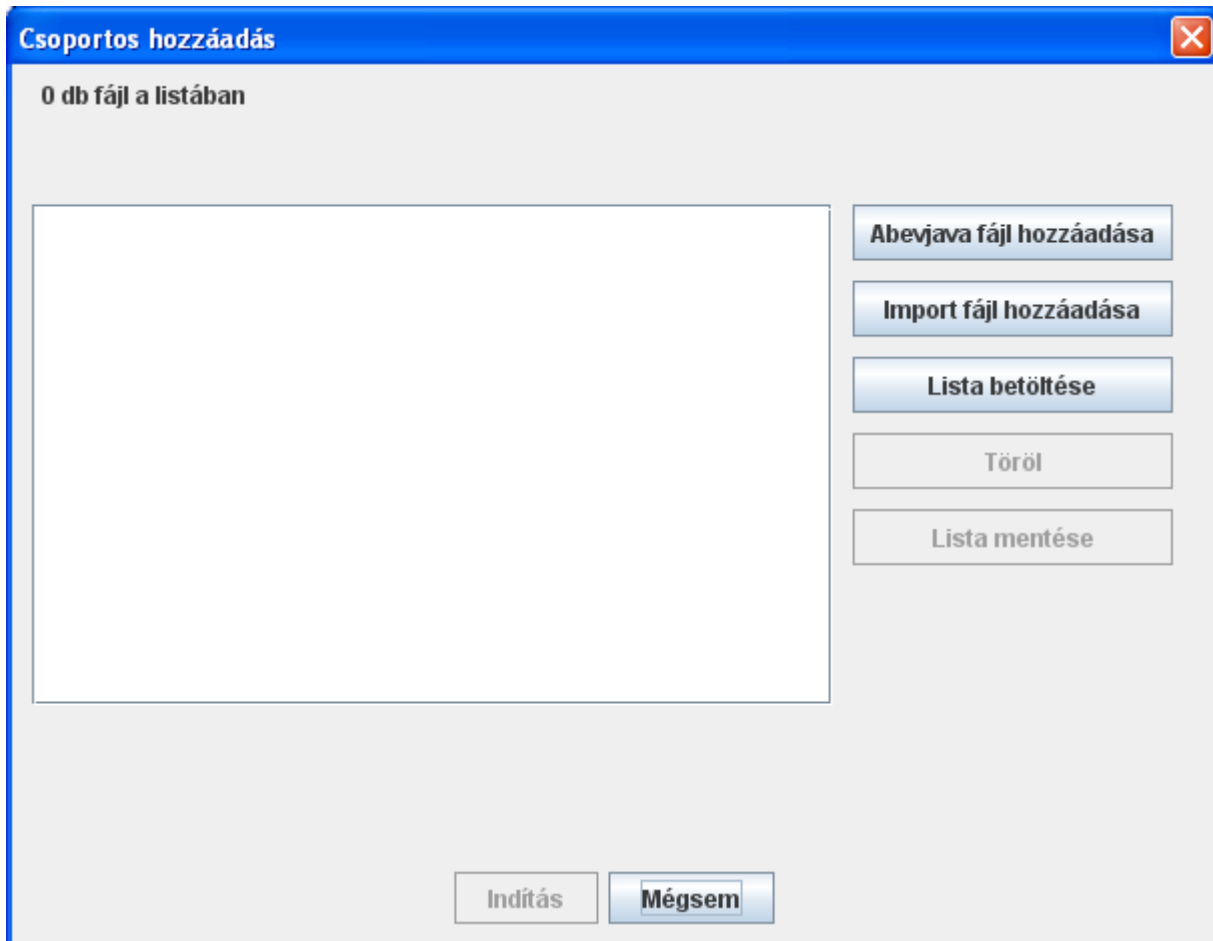 Csoportos hozzáadás
0 db fájl a listában
Abevjava fájl hozzáadása
Import fájl hozzáadása
Lista betöltése
Töröl
Lista mentése
Indítás
Mégsem